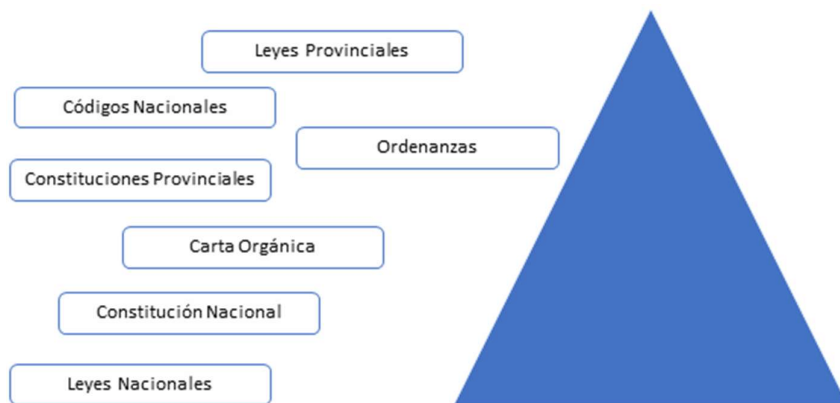 Leyes Provinciales
Códigos Nacionales
Ordenanzas
Constituciones Provinciales
Carta Orgánica
Constitución Nacional
Leyes Nacionales